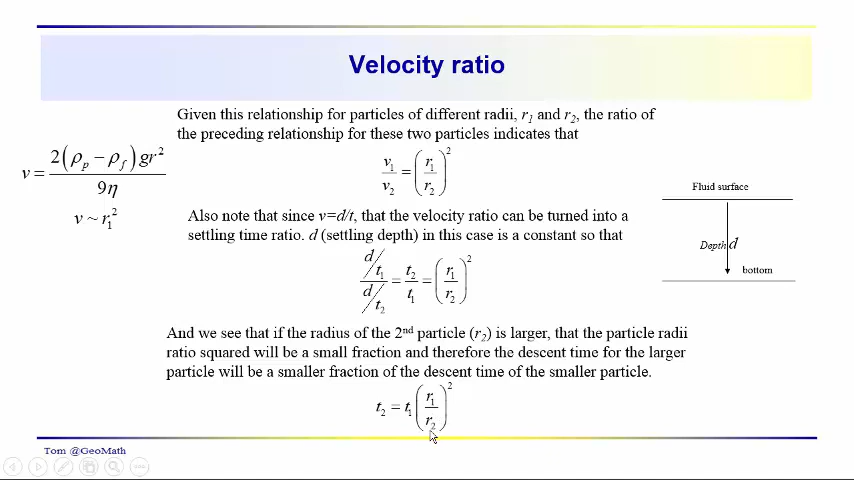 Velocity ratio
Given this relationship for particles of different radii, r₁ and r₂, the ratio of
the preceding relationship for these two particles indicates that
v = 2(ρₚ − ρ_f)gr² / 9η
v ~ r₁²
v₁/v₂ = (r₁/r₂)²
Also note that since v=d/t, that the velocity ratio can be turned into a
settling time ratio. d (settling depth) in this case is a constant so that
(d/t₁)/(d/t₂) = t₂/t₁ = (r₁/r₂)²
Fluid surface
Depth d
bottom
And we see that if the radius of the 2nd particle (r₂) is larger, that the particle radii
ratio squared will be a small fraction and therefore the descent time for the larger
particle will be a smaller fraction of the descent time of the smaller particle.
t₂ = t₁(r₁/r₂)²
Tom @GeoMath